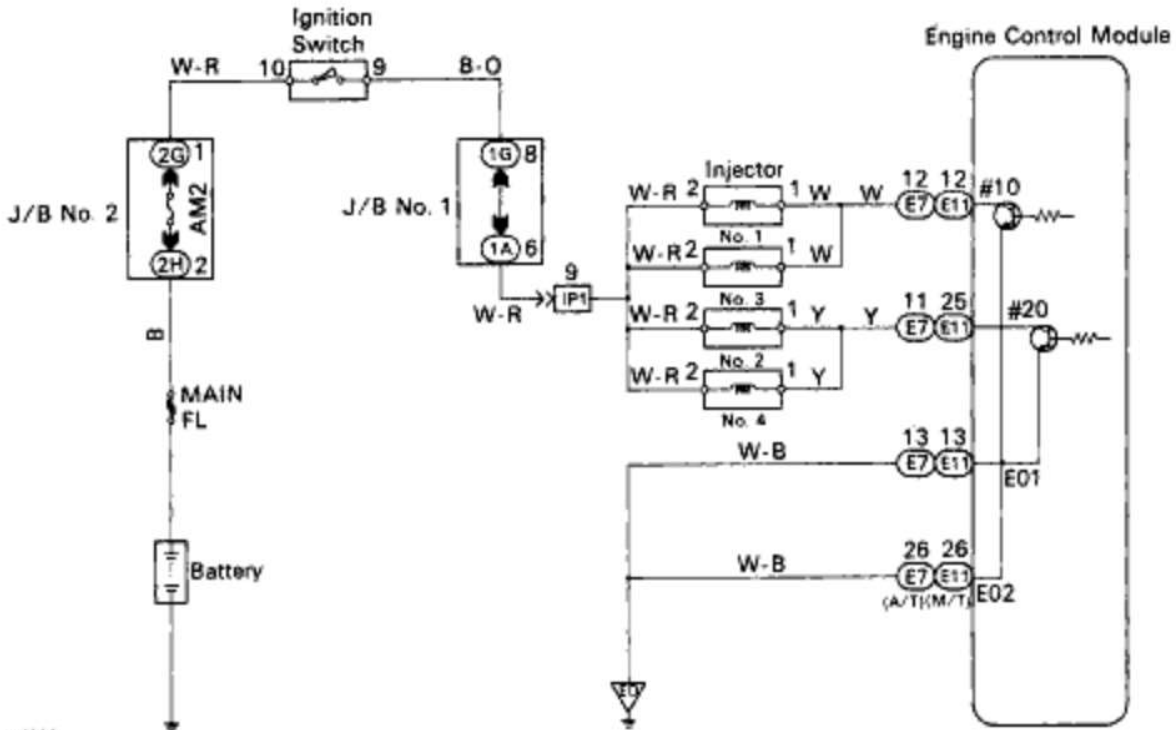 Ignition
Switch
Engine Control Module
W-R 10 9 B-O
2G 1
AM2
J/B No. 2
2H 2
1G 8
J/B No. 1
1A 6
W-R
9
IP1
Injector
W-R 2 1 W W 12 12 #10
E7 E11
No. 1
W-R 2 1 W
No. 3
W-R 2 1 Y Y 11 25 #20
E7 E11
No. 2
W-R 2 1 Y
No. 4
B
MAIN
FL
W-B 13 13
E7 E11
E01
Battery
W-B 26 26
E7 E11
(A/T) (M/T) E02